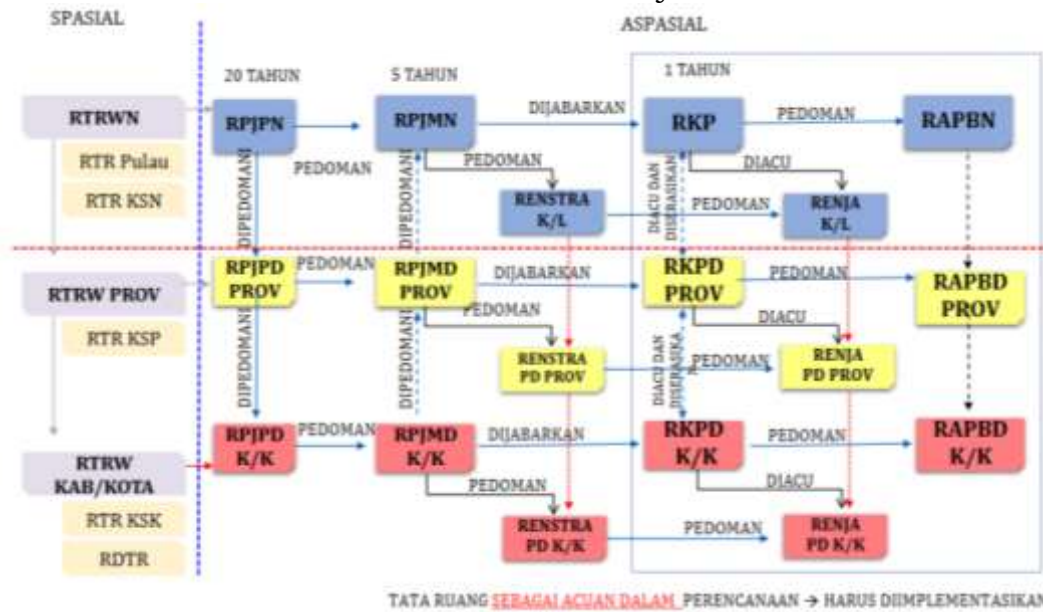 SPASIAL
ASPASIAL
20 TAHUN
5 TAHUN
1 TAHUN
RTRWN
RPJPN
RPJMN
DIJABARKAN
RKP
PEDOMAN
RAPBN
RTR Pulau
RTR KSN
PEDOMAN
PEDOMAN
DIACU
DIPEDOMANI
DIPEDOMANI
DIACU DAN
DISERASIKAN
RENSTRA
K/L
PEDOMAN
RENJA
K/L
RTRW PROV
RPJPD
PROV
PEDOMAN
RPJMD
PROV
DIJABARKAN
RKPD
PROV
PEDOMAN
RAPBD
PROV
RTR KSP
PEDOMAN
DIACU
DIPEDOMANI
DIPEDOMANI
DIACU DAN
DISERASIKA
N
RENSTRA
PD PROV
PEDOMAN
RENJA
PD PROV
RTRW
KAB/KOTA
RPJPD
K/K
PEDOMAN
RPJMD
K/K
DIJABARKAN
RKPD
K/K
PEDOMAN
RAPBD
K/K
RTR KSK
RDTR
PEDOMAN
DIACU
RENSTRA
PD K/K
PEDOMAN
RENJA
PD K/K
TATA RUANG SEBAGAI ACUAN DALAM PERENCANAAN → HARUS DIIMPLEMENTASIKAN